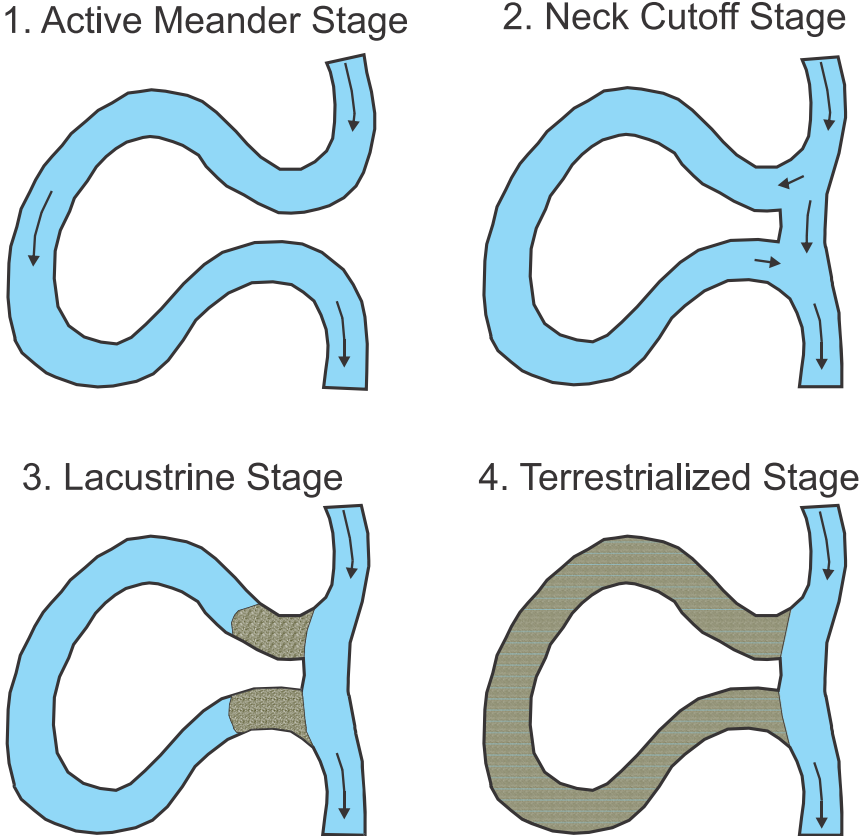 1. Active Meander Stage
2. Neck Cutoff Stage
3. Lacustrine Stage
4. Terrestrialized Stage